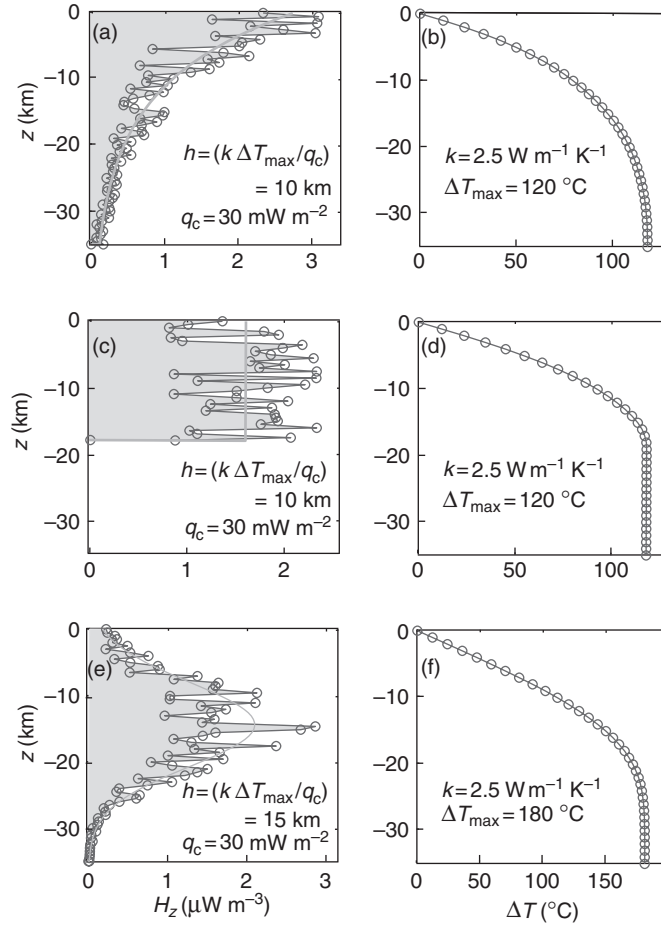 (a)
0
−10
−20
−30
z (km)
h = (k ΔTmax/qc)
= 10 km
qc = 30 mW m−2
0 1 2 3
(b)
0
−10
−20
−30
k = 2.5 W m−1 K−1
ΔTmax = 120 °C
0 50 100
(c)
0
−10
−20
−30
z (km)
h = (k ΔTmax/qc)
= 10 km
qc = 30 mW m−2
0 1 2
(d)
0
−10
−20
−30
k = 2.5 W m−1 K−1
ΔTmax = 120 °C
0 50 100
(e)
0
−10
−20
−30
z (km)
h = (k ΔTmax/qc)
= 15 km
qc = 30 mW m−2
0 1 2 3
Hz (μW m−3)
(f)
0
−10
−20
−30
k = 2.5 W m−1 K−1
ΔTmax = 180 °C
0 50 100 150
ΔT (°C)